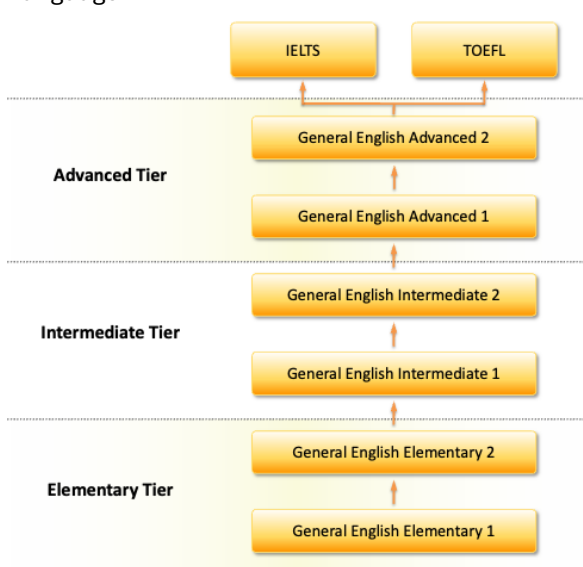 IELTS
TOEFL
General English Advanced 2
Advanced Tier
General English Advanced 1
General English Intermediate 2
Intermediate Tier
General English Intermediate 1
General English Elementary 2
Elementary Tier
General English Elementary 1